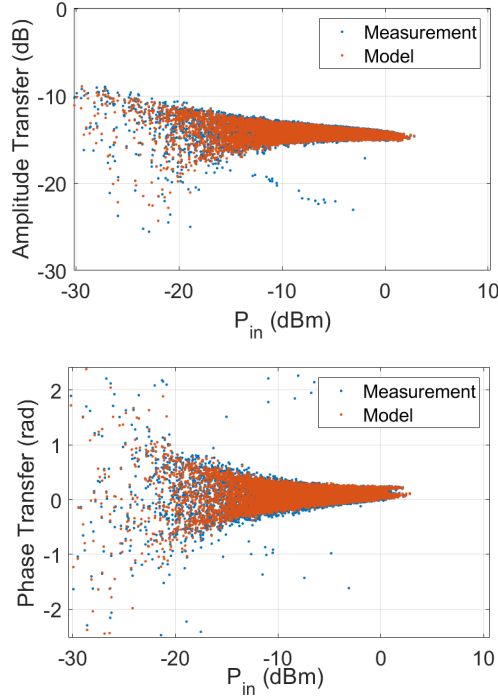 Amplitude Transfer (dB)
0
-10
-20
-30
Measurement
Model
-30
-20
-10
0
10
P_in (dBm)
Phase Transfer (rad)
2
1
0
-1
-2
Measurement
Model
-30
-20
-10
0
10
P_in (dBm)